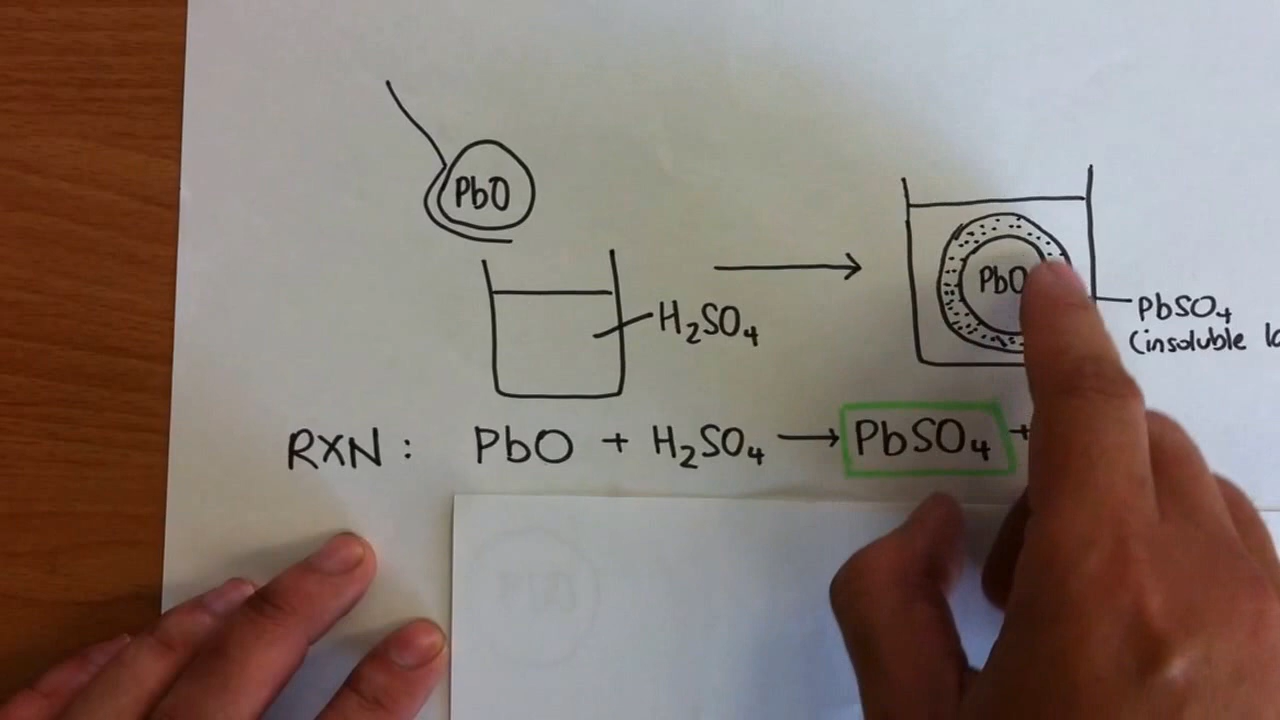 PbO
H₂SO₄
PbO
PbSO₄
(insoluble
RXN : PbO + H₂SO₄ → PbSO₄ +